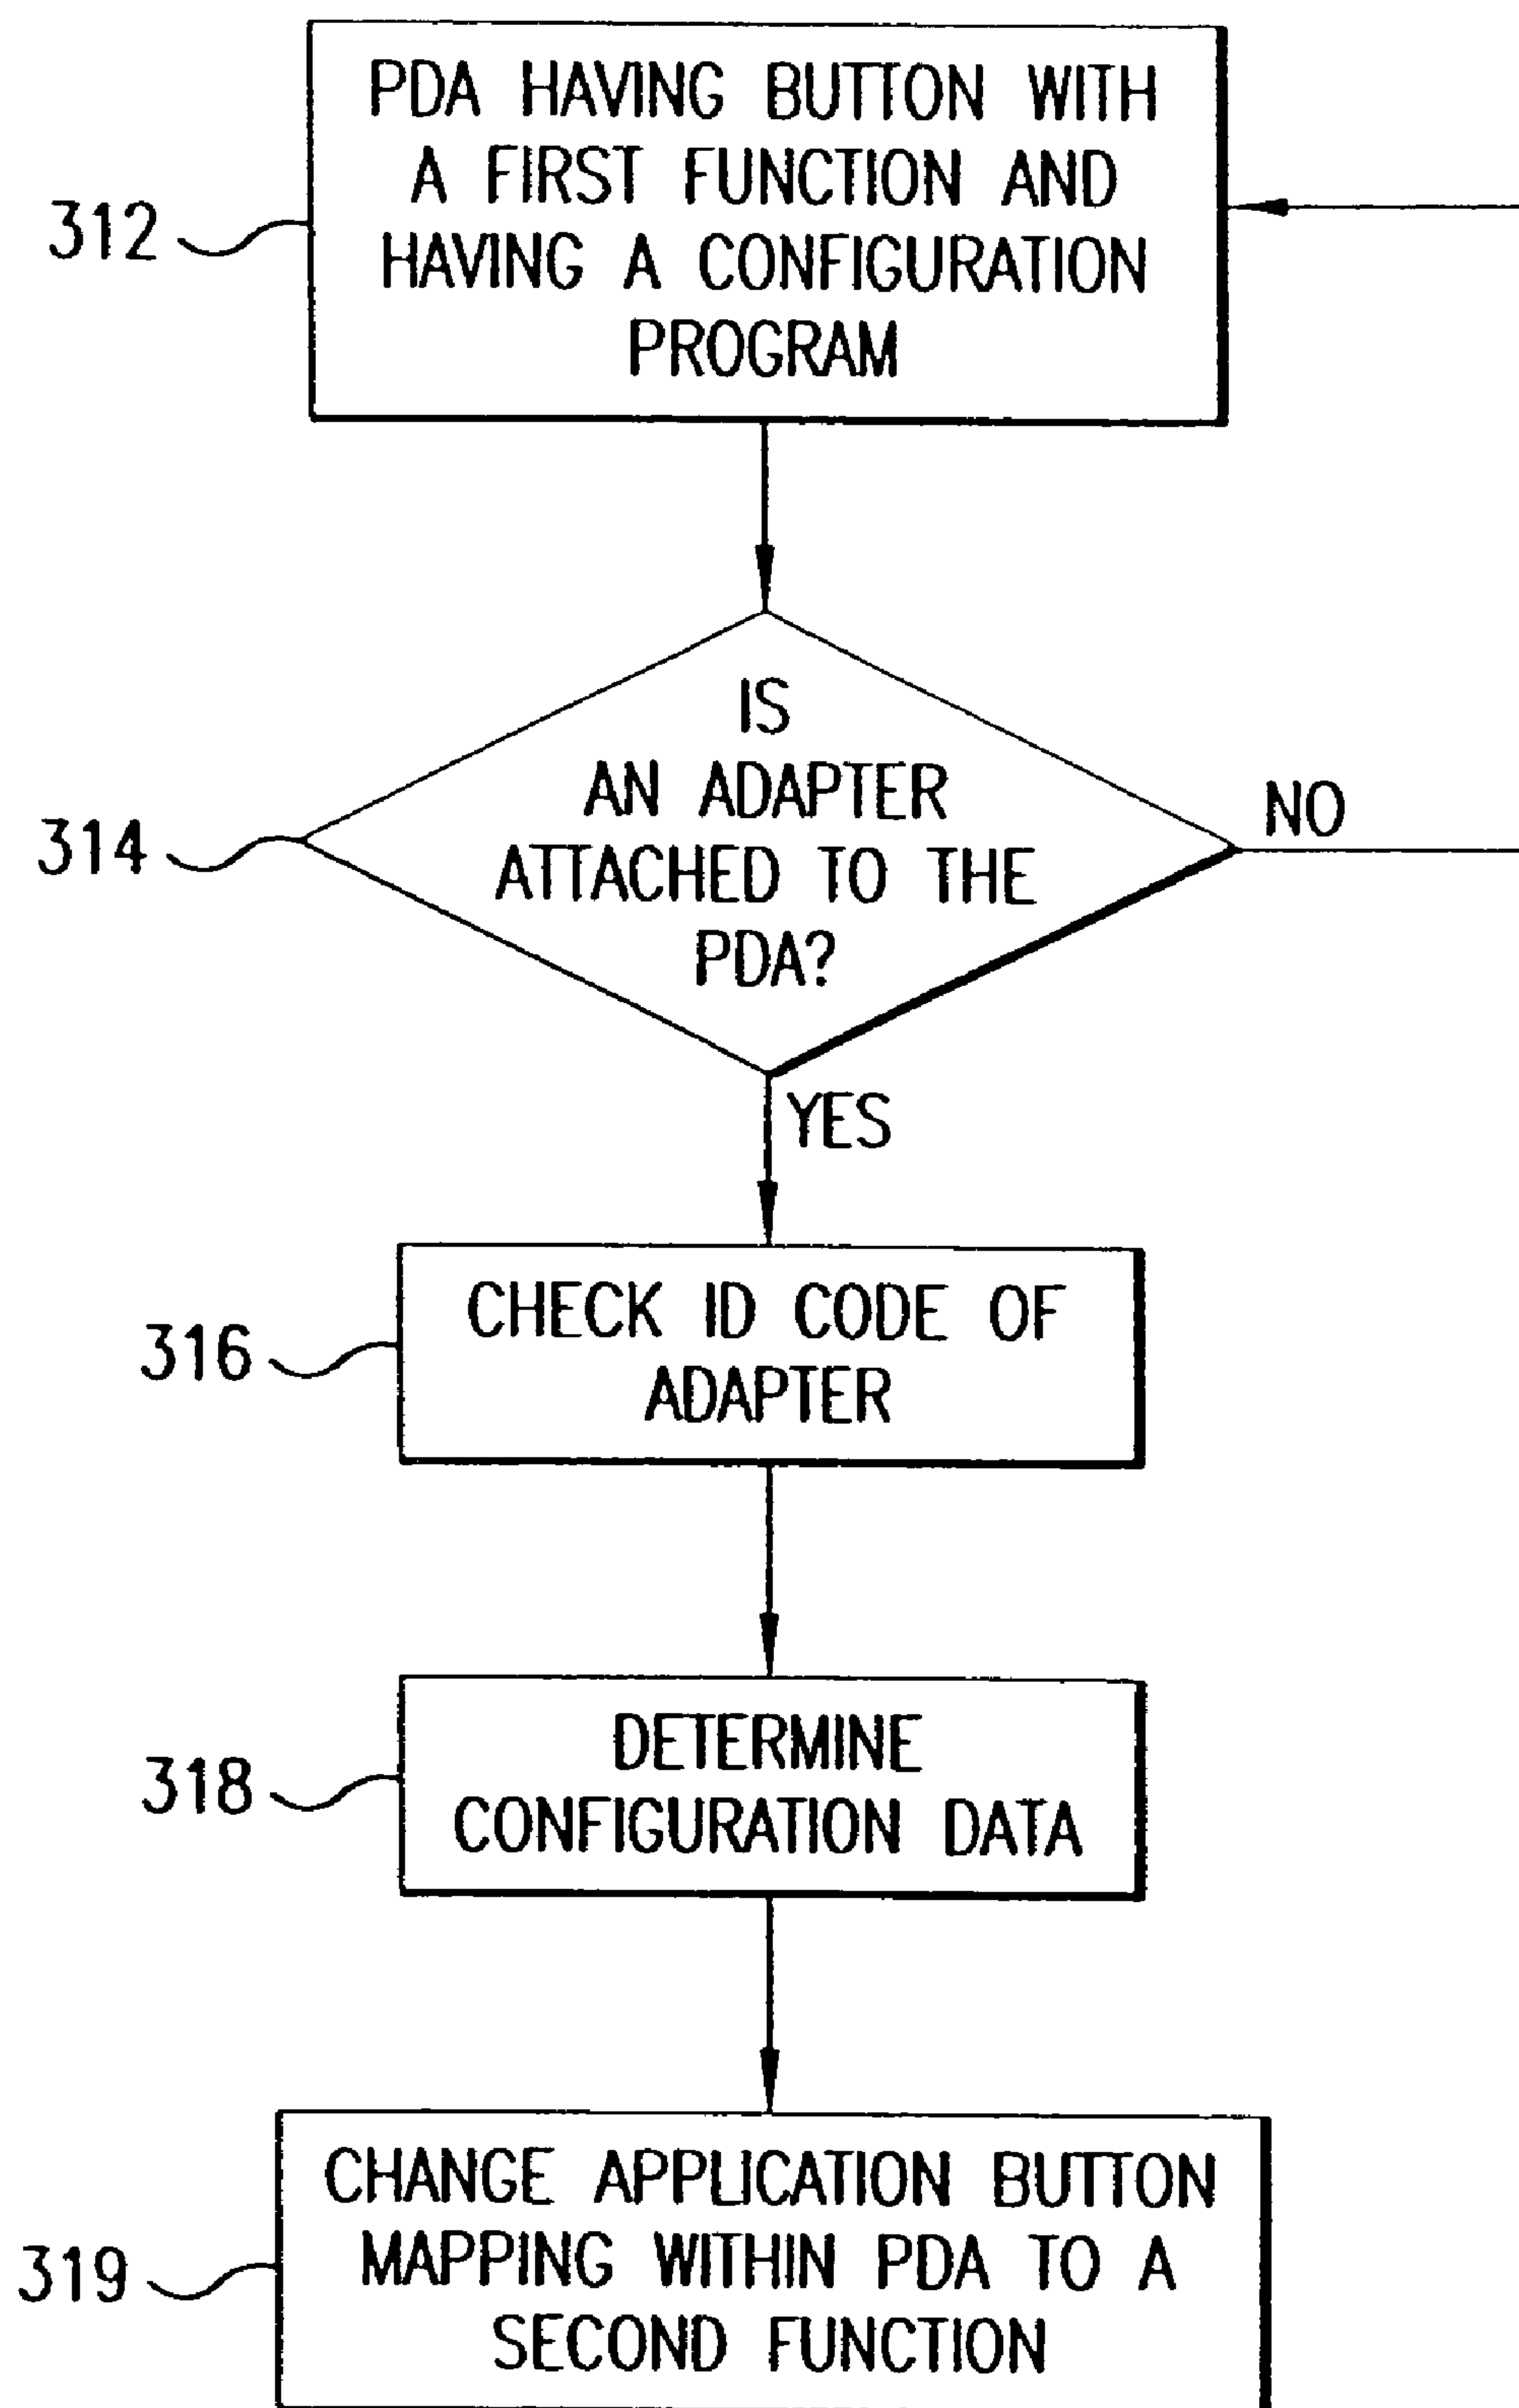 PDA HAVING BUTTON WITH
A FIRST FUNCTION AND
HAVING A CONFIGURATION
PROGRAM
312
IS
AN ADAPTER
ATTACHED TO THE
PDA?
314
NO
YES
CHECK ID CODE OF
ADAPTER
316
DETERMINE
CONFIGURATION DATA
318
CHANGE APPLICATION BUTTON
MAPPING WITHIN PDA TO A
SECOND FUNCTION
319